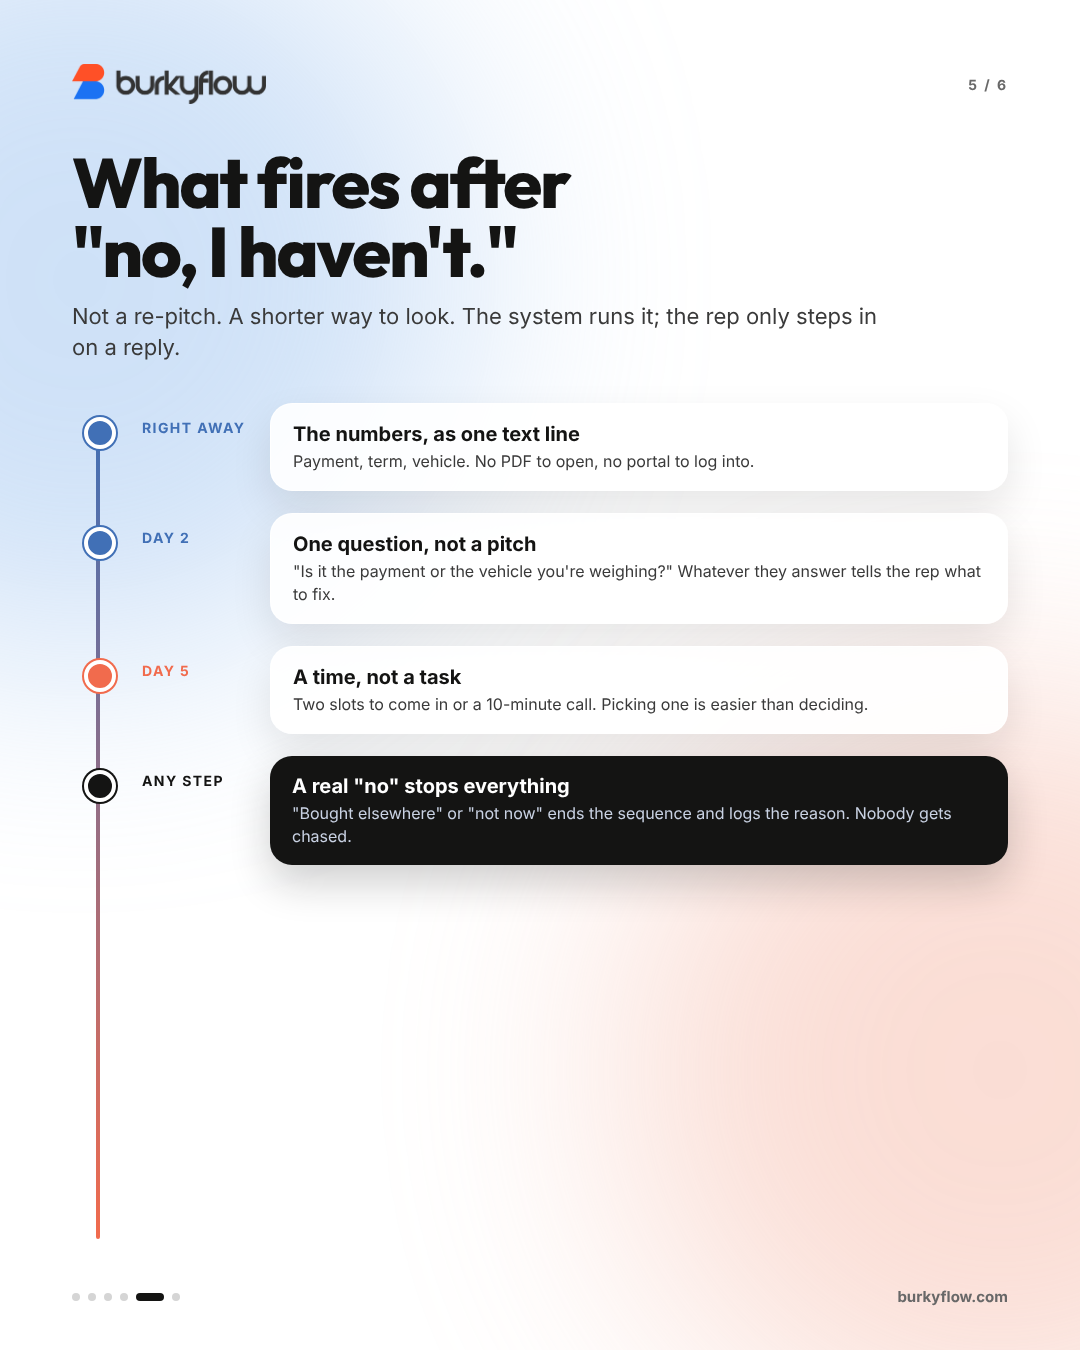 burkyflow
5 / 6
What fires after
"no, I haven't."
Not a re-pitch. A shorter way to look. The system runs it; the rep only steps in
on a reply.
RIGHT AWAY
The numbers, as one text line
Payment, term, vehicle. No PDF to open, no portal to log into.
DAY 2
One question, not a pitch
"Is it the payment or the vehicle you're weighing?" Whatever they answer tells the rep what
to fix.
DAY 5
A time, not a task
Two slots to come in or a 10-minute call. Picking one is easier than deciding.
ANY STEP
A real "no" stops everything
"Bought elsewhere" or "not now" ends the sequence and logs the reason. Nobody gets
chased.
burkyflow.com